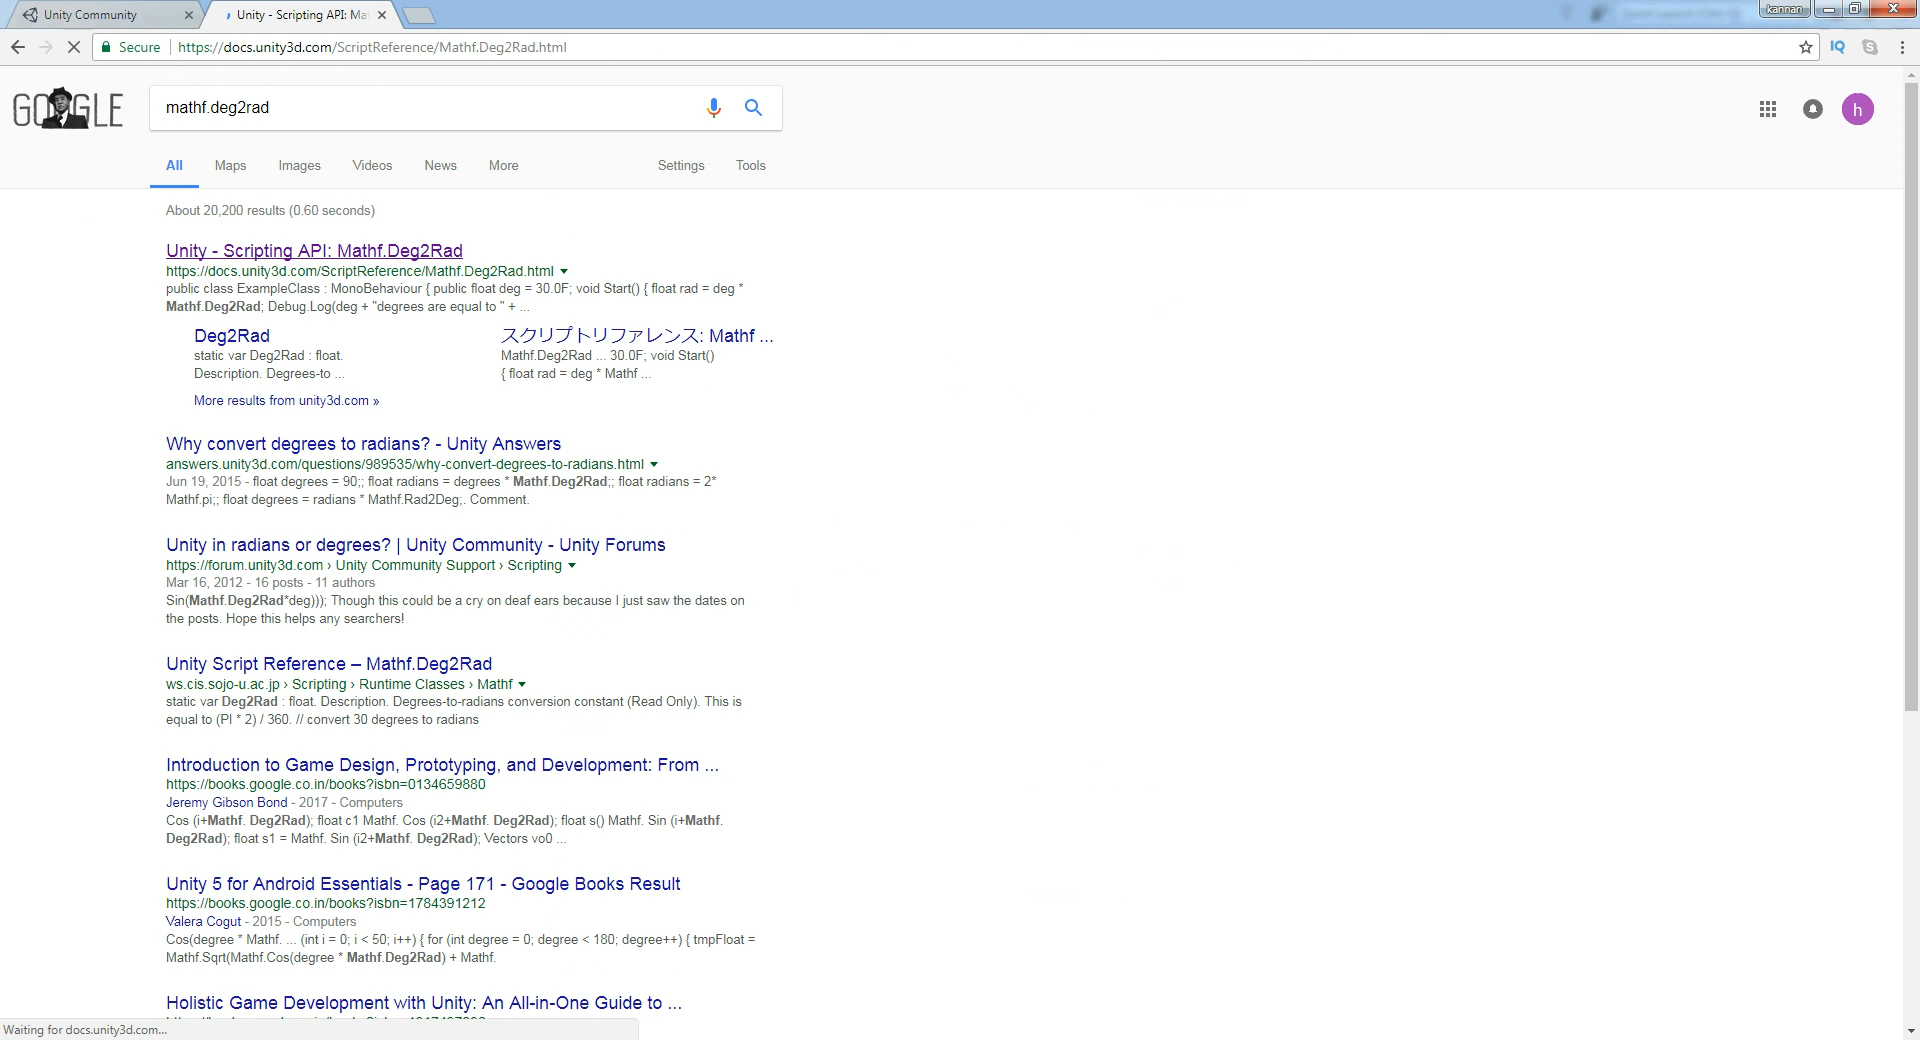 Unity Community
Unity - Scripting API: Ma
kannan
Secure https://docs.unity3d.com/ScriptReference/Mathf.Deg2Rad.html
IQ
GOOGLE
mathf.deg2rad
h
All Maps Images Videos News More Settings Tools
About 20,200 results (0.60 seconds)
Unity - Scripting API: Mathf.Deg2Rad
https://docs.unity3d.com/ScriptReference/Mathf.Deg2Rad.html
public class ExampleClass : MonoBehaviour { public float deg = 30.0F; void Start() { float rad = deg *
Mathf.Deg2Rad; Debug.Log(deg + "degrees are equal to " + ...
Deg2Rad
static var Deg2Rad : float.
Description. Degrees-to ...
スクリプトリファレンス: Mathf ...
Mathf.Deg2Rad ... 30.0F; void Start()
{ float rad = deg * Mathf ...
More results from unity3d.com »
Why convert degrees to radians? - Unity Answers
answers.unity3d.com/questions/989535/why-convert-degrees-to-radians.html
Jun 19, 2015 - float degrees = 90;; float radians = degrees * Mathf.Deg2Rad;; float radians = 2*
Mathf.pi;; float degrees = radians * Mathf.Rad2Deg;. Comment.
Unity in radians or degrees? | Unity Community - Unity Forums
https://forum.unity3d.com › Unity Community Support › Scripting
Mar 16, 2012 - 16 posts - 11 authors
Sin(Mathf.Deg2Rad*deg))); Though this could be a cry on deaf ears because I just saw the dates on
the posts. Hope this helps any searchers!
Unity Script Reference – Mathf.Deg2Rad
ws.cis.sojo-u.ac.jp › Scripting › Runtime Classes › Mathf
static var Deg2Rad : float. Description. Degrees-to-radians conversion constant (Read Only). This is
equal to (PI * 2) / 360. // convert 30 degrees to radians
Introduction to Game Design, Prototyping, and Development: From ...
https://books.google.co.in/books?isbn=0134659880
Jeremy Gibson Bond - 2017 - Computers
Cos (i+Mathf. Deg2Rad); float c1 Mathf. Cos (i2+Mathf. Deg2Rad); float s() Mathf. Sin (i+Mathf.
Deg2Rad); float s1 = Mathf. Sin (i2+Mathf. Deg2Rad); Vectors vo0 ...
Unity 5 for Android Essentials - Page 171 - Google Books Result
https://books.google.co.in/books?isbn=1784391212
Valera Cogut - 2015 - Computers
Cos(degree * Mathf. ... (int i = 0; i < 50; i++) { for (int degree = 0; degree < 180; degree++) { tmpFloat =
Mathf.Sqrt(Mathf.Cos(degree * Mathf.Deg2Rad) + Mathf.
Holistic Game Development with Unity: An All-in-One Guide to ...
Waiting for docs.unity3d.com...